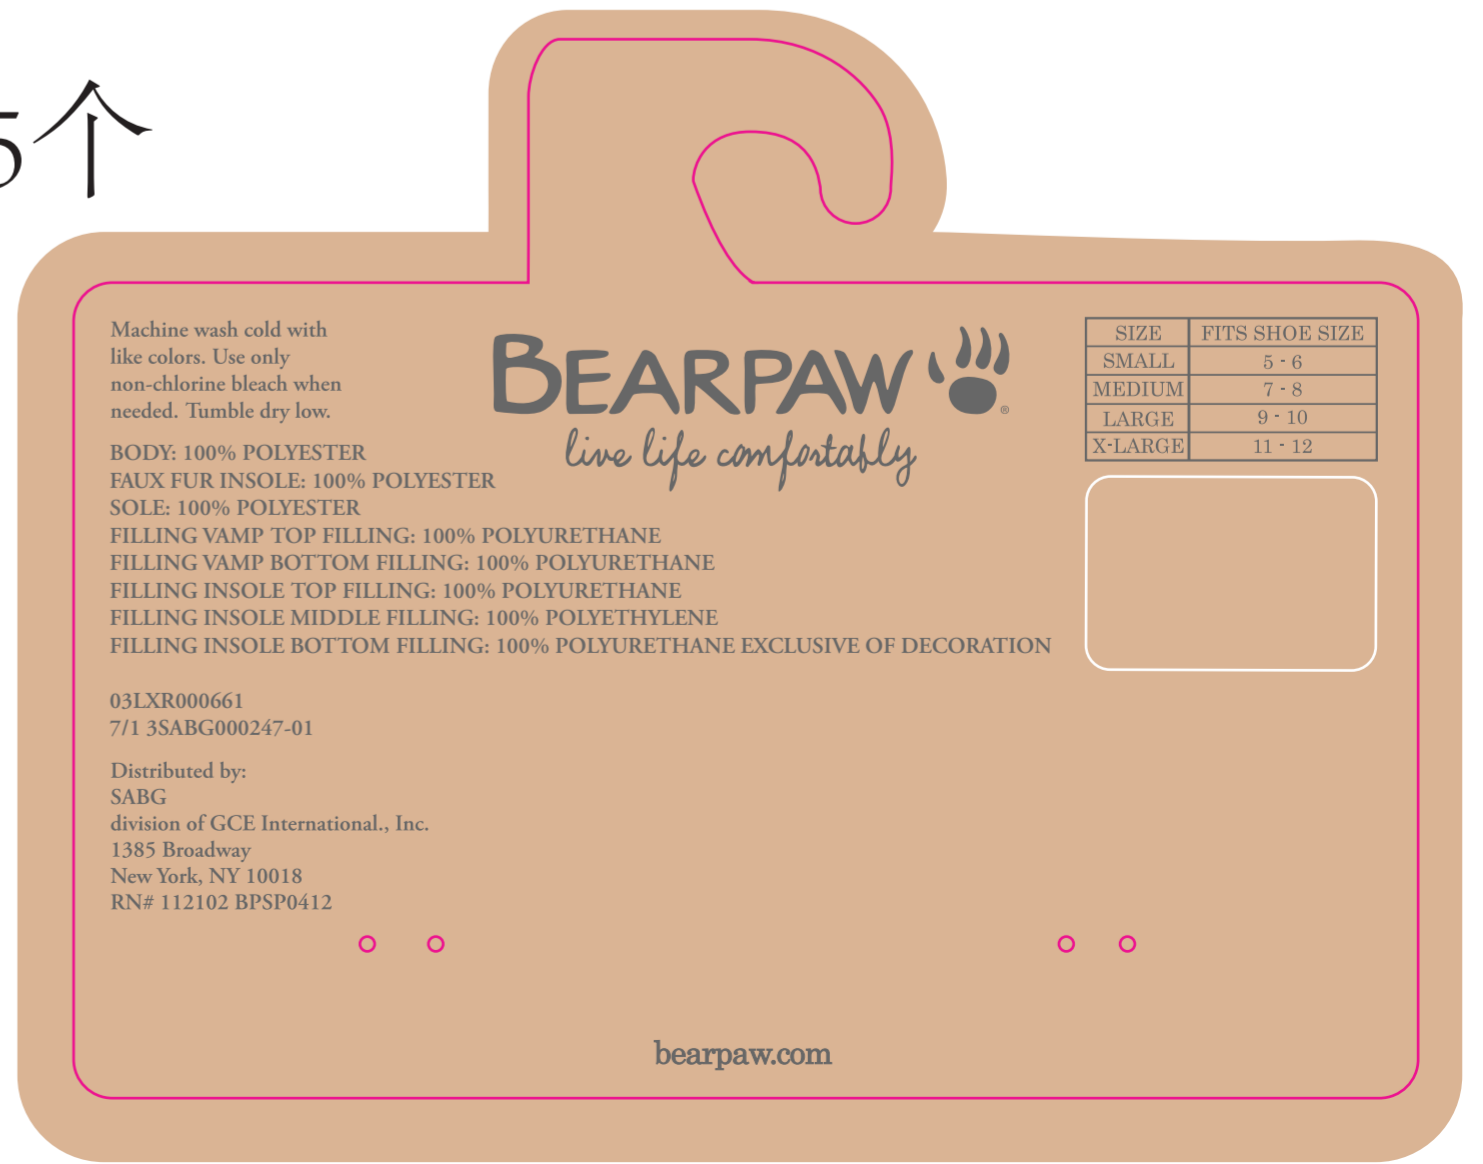 5个
Machine wash cold with
like colors. Use only
non-chlorine bleach when
needed. Tumble dry low.
BODY: 100% POLYESTER
FAUX FUR INSOLE: 100% POLYESTER
SOLE: 100% POLYESTER
FILLING VAMP TOP FILLING: 100% POLYURETHANE
FILLING VAMP BOTTOM FILLING: 100% POLYURETHANE
FILLING INSOLE TOP FILLING: 100% POLYURETHANE
FILLING INSOLE MIDDLE FILLING: 100% POLYETHYLENE
FILLING INSOLE BOTTOM FILLING: 100% POLYURETHANE EXCLUSIVE OF DECORATION
03LXR000661
7/1 3SABG000247-01
Distributed by:
SABG
division of GCE International., Inc.
1385 Broadway
New York, NY 10018
RN# 112102 BPSP0412
BEARPAW ®
live life comfortably
SIZE FITS SHOE SIZE
SMALL 5 - 6
MEDIUM 7 - 8
LARGE 9 - 10
X-LARGE 11 - 12
bearpaw.com